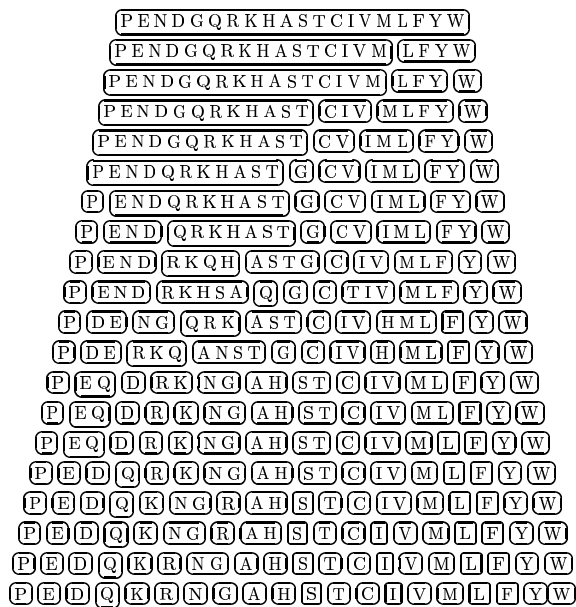 PENDGQRKHASTCIVMLFYW
PENDGQRKHASTCIVM LFYW
PENDGQRKHASTCIVM LFY W
PENDGQRKHAST CIV MLFY W
PENDGQRKHAST CV IML FY W
PENDQRKHAST G CV IML FY W
P ENDQRKHAST G CV IML FY W
P END QRKHAST G CV IML FY W
P END RKQH ASTG C IV MLF Y W
P END RKHSA Q G C TIV MLF Y W
P DE NG QRK AST C IV HML F Y W
P DE RKQ ANST G C IV H ML F Y W
P EQ D RK NG AH ST C IV ML F Y W
P EQ D R K NG AH ST C IV ML F Y W
P EQ D R K NG AH ST C IV M L F Y W
P E D Q R K NG AH ST C IV M L F Y W
P E D Q K NG R AH S T C IV M L F Y W
P E D Q K NG R AH S T C I V M L F Y W
P E D Q K R NG A H S T C I V M L F Y W
P E D Q K R N G A H S T C I V M L F Y W